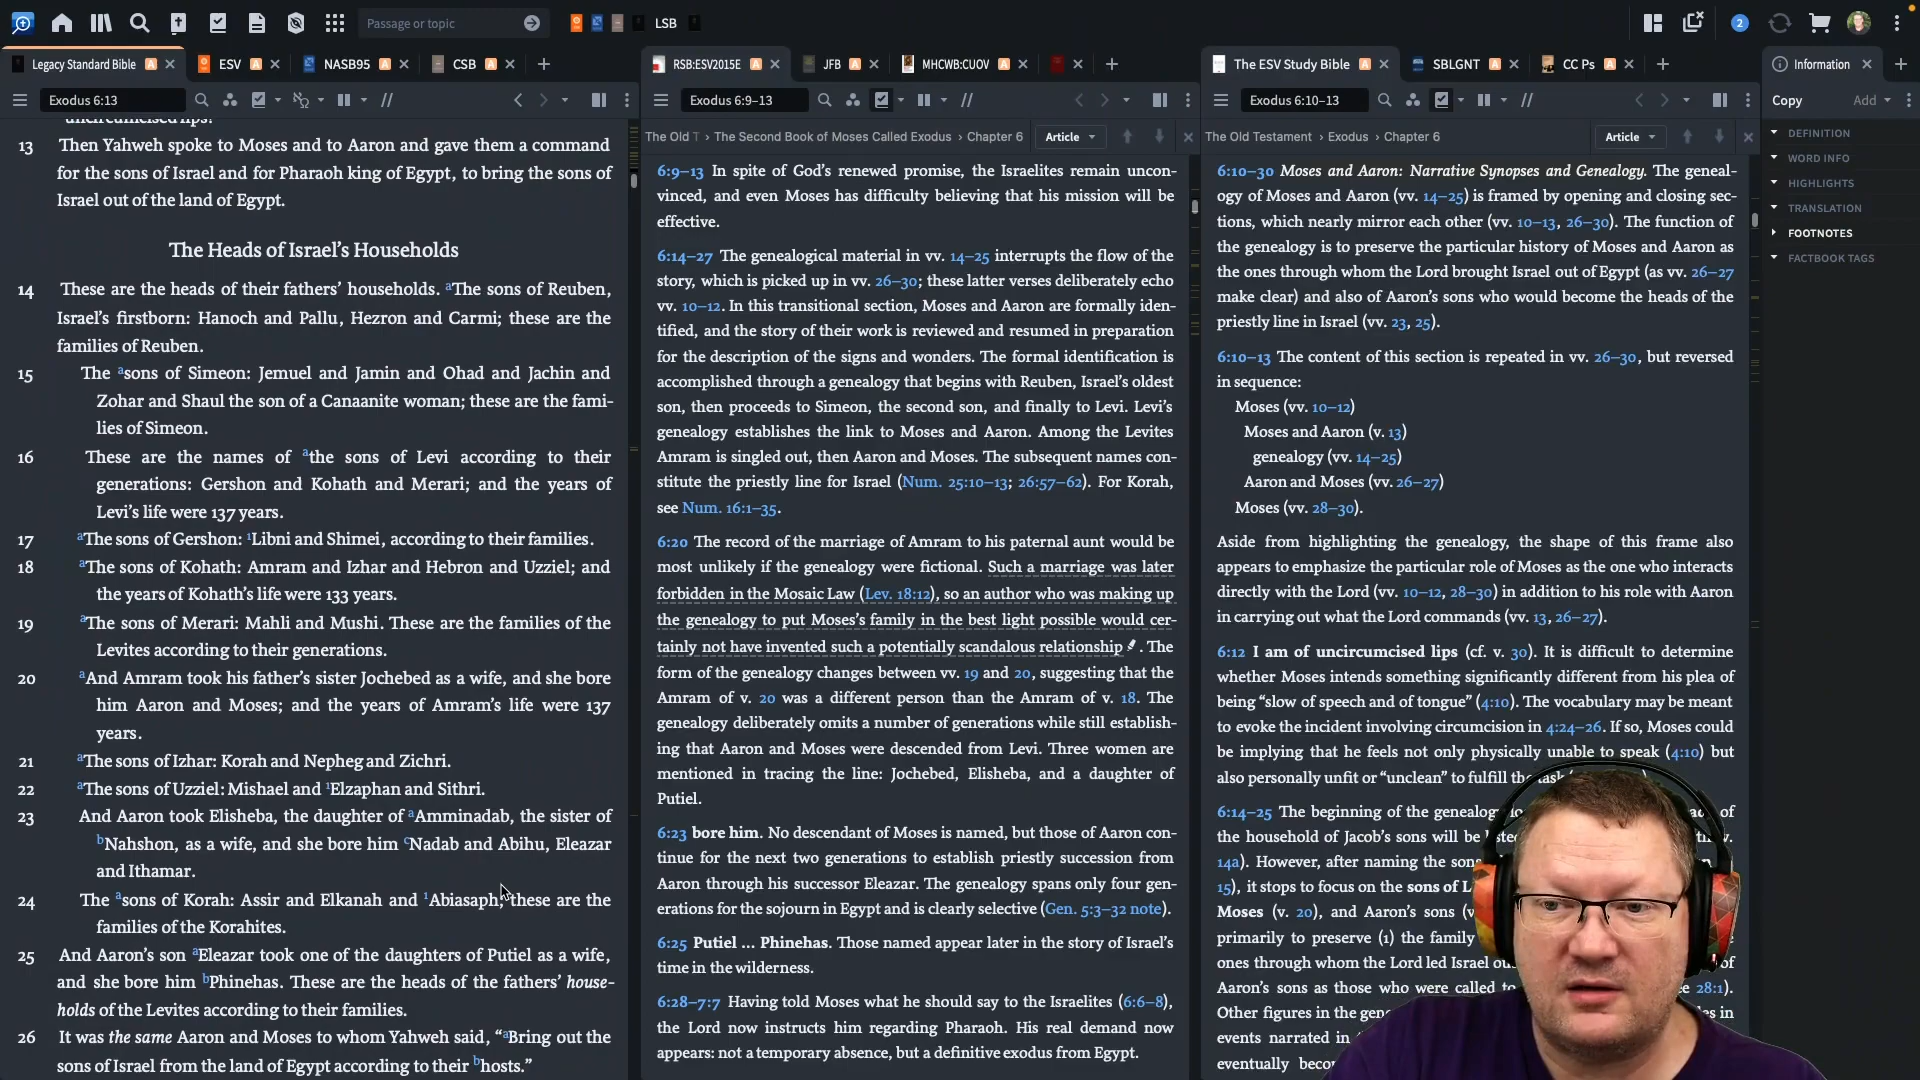 Passage or topic
LSB
2
Legacy Standard Bible A
ESV A
NASB95 A
CSB A
RSB:ESV2015E A
JFB A
MHCWB:CUOV A
A
The ESV Study Bible A
SBLGNT A
CC Ps A
Information
Exodus 6:13
Exodus 6:9–13
Exodus 6:10–13
Copy
Add
The Old T › The Second Book of Moses Called Exodus › Chapter 6
Article
The Old Testament › Exodus › Chapter 6
Article
DEFINITION
WORD INFO
HIGHLIGHTS
TRANSLATION
FOOTNOTES
FACTBOOK TAGS
uncircumcised lips?”
13 Then Yahweh spoke to Moses and to Aaron and gave them a command
for the sons of Israel and for Pharaoh king of Egypt, to bring the sons of
Israel out of the land of Egypt.
The Heads of Israel’s Households
14 These are the heads of their fathers’ households. aThe sons of Reuben,
Israel’s firstborn: Hanoch and Pallu, Hezron and Carmi; these are the
families of Reuben.
15 The asons of Simeon: Jemuel and Jamin and Ohad and Jachin and
Zohar and Shaul the son of a Canaanite woman; these are the fami-
lies of Simeon.
16 These are the names of athe sons of Levi according to their
generations: Gershon and Kohath and Merari; and the years of
Levi’s life were 137 years.
17 aThe sons of Gershon: 1Libni and Shimei, according to their families.
18 aThe sons of Kohath: Amram and Izhar and Hebron and Uzziel; and
the years of Kohath’s life were 133 years.
19 aThe sons of Merari: Mahli and Mushi. These are the families of the
Levites according to their generations.
20 aAnd Amram took his father’s sister Jochebed as a wife, and she bore
him Aaron and Moses; and the years of Amram’s life were 137
years.
21 aThe sons of Izhar: Korah and Nepheg and Zichri.
22 aThe sons of Uzziel: Mishael and 1Elzaphan and Sithri.
23 And Aaron took Elisheba, the daughter of aAmminadab, the sister of
bNahshon, as a wife, and she bore him cNadab and Abihu, Eleazar
and Ithamar.
24 The asons of Korah: Assir and Elkanah and 1Abiasaph; these are the
families of the Korahites.
25 And Aaron’s son aEleazar took one of the daughters of Putiel as a wife,
and she bore him bPhinehas. These are the heads of the fathers’ house-
holds of the Levites according to their families.
26 It was the same Aaron and Moses to whom Yahweh said, “aBring out the
sons of Israel from the land of Egypt according to their bhosts.”
6:9–13 In spite of God’s renewed promise, the Israelites remain uncon-
vinced, and even Moses has difficulty believing that his mission will be
effective.
6:14–27 The genealogical material in vv. 14–25 interrupts the flow of the
story, which is picked up in vv. 26–30; these latter verses deliberately echo
vv. 10–12. In this transitional section, Moses and Aaron are formally iden-
tified, and the story of their work is reviewed and resumed in preparation
for the description of the signs and wonders. The formal identification is
accomplished through a genealogy that begins with Reuben, Israel’s oldest
son, then proceeds to Simeon, the second son, and finally to Levi. Levi’s
genealogy establishes the link to Moses and Aaron. Among the Levites
Amram is singled out, then Aaron and Moses. The subsequent names con-
stitute the priestly line for Israel (Num. 25:10–13; 26:57–62). For Korah,
see Num. 16:1–35.
6:20 The record of the marriage of Amram to his paternal aunt would be
most unlikely if the genealogy were fictional. Such a marriage was later
forbidden in the Mosaic Law (Lev. 18:12), so an author who was making up
the genealogy to put Moses’s family in the best light possible would cer-
tainly not have invented such a potentially scandalous relationship. The
form of the genealogy changes between vv. 19 and 20, suggesting that the
Amram of v. 20 was a different person than the Amram of v. 18. The
genealogy deliberately omits a number of generations while still establish-
ing that Aaron and Moses were descended from Levi. Three women are
mentioned in tracing the line: Jochebed, Elisheba, and a daughter of
Putiel.
6:23 bore him. No descendant of Moses is named, but those of Aaron con-
tinue for the next two generations to establish priestly succession from
Aaron through his successor Eleazar. The genealogy spans only four gen-
erations for the sojourn in Egypt and is clearly selective (Gen. 5:3–32 note).
6:25 Putiel ... Phinehas. Those named appear later in the story of Israel’s
time in the wilderness.
6:28–7:7 Having told Moses what he should say to the Israelites (6:6–8),
the Lord now instructs him regarding Pharaoh. His real demand now
appears: not a temporary absence, but a definitive exodus from Egypt.
6:10–30 Moses and Aaron: Narrative Synopses and Genealogy. The geneal-
ogy of Moses and Aaron (vv. 14–25) is framed by opening and closing sec-
tions, which nearly mirror each other (vv. 10–13, 26–30). The function of
the genealogy is to preserve the particular history of Moses and Aaron as
the ones through whom the Lord brought Israel out of Egypt (as vv. 26–27
make clear) and also of Aaron’s sons who would become the heads of the
priestly line in Israel (vv. 23, 25).
6:10–13 The content of this section is repeated in vv. 26–30, but reversed
in sequence:
Moses (vv. 10–12)
Moses and Aaron (v. 13)
genealogy (vv. 14–25)
Aaron and Moses (vv. 26–27)
Moses (vv. 28–30).
Aside from highlighting the genealogy, the shape of this frame also
appears to emphasize the particular role of Moses as the one who interacts
directly with the Lord (vv. 10–12, 28–30) in addition to his role with Aaron
in carrying out what the Lord commands (vv. 13, 26–27).
6:12 I am of uncircumcised lips (cf. v. 30). It is difficult to determine
whether Moses intends something significantly different from his plea of
being “slow of speech and of tongue” (4:10). The vocabulary may be meant
to evoke the incident involving circumcision in 4:24–26. If so, Moses could
be implying that he feels not only physically unable to speak (4:10) but
also personally unfit or “unclean” to fulfill the task
6:14–25 The beginning of the genealogy of
the household of Jacob’s sons will be v.
14a). However, after naming the sons
15), it stops to focus on the sons of L
Moses (v. 20), and Aaron’s sons (v
primarily to preserve (1) the family
ones through whom the Lord led Israel of
Aaron’s sons as those who were called to 28:1).
Other figures in the gen in
events narrated in
eventually beco